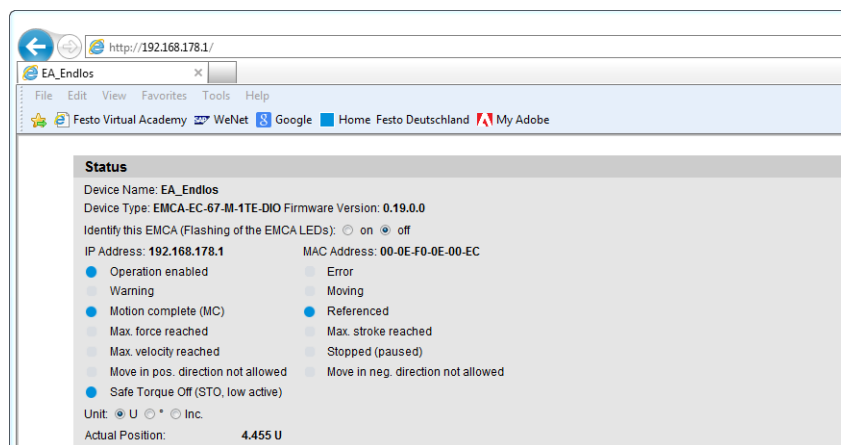 http://192.168.178.1/
EA_Endlos
File Edit View Favorites Tools Help
Festo Virtual Academy WeNet Google Home Festo Deutschland My Adobe
Status
Device Name: EA_Endlos
Device Type: EMCA-EC-67-M-1TE-DIO Firmware Version: 0.19.0.0
Identify this EMCA (Flashing of the EMCA LEDs): on off
IP Address: 192.168.178.1 MAC Address: 00-0E-F0-0E-00-EC
Operation enabled Error
Warning Moving
Motion complete (MC) Referenced
Max. force reached Max. stroke reached
Max. velocity reached Stopped (paused)
Move in pos. direction not allowed Move in neg. direction not allowed
Safe Torque Off (STO, low active)
Unit: U ° Inc.
Actual Position: 4.455 U